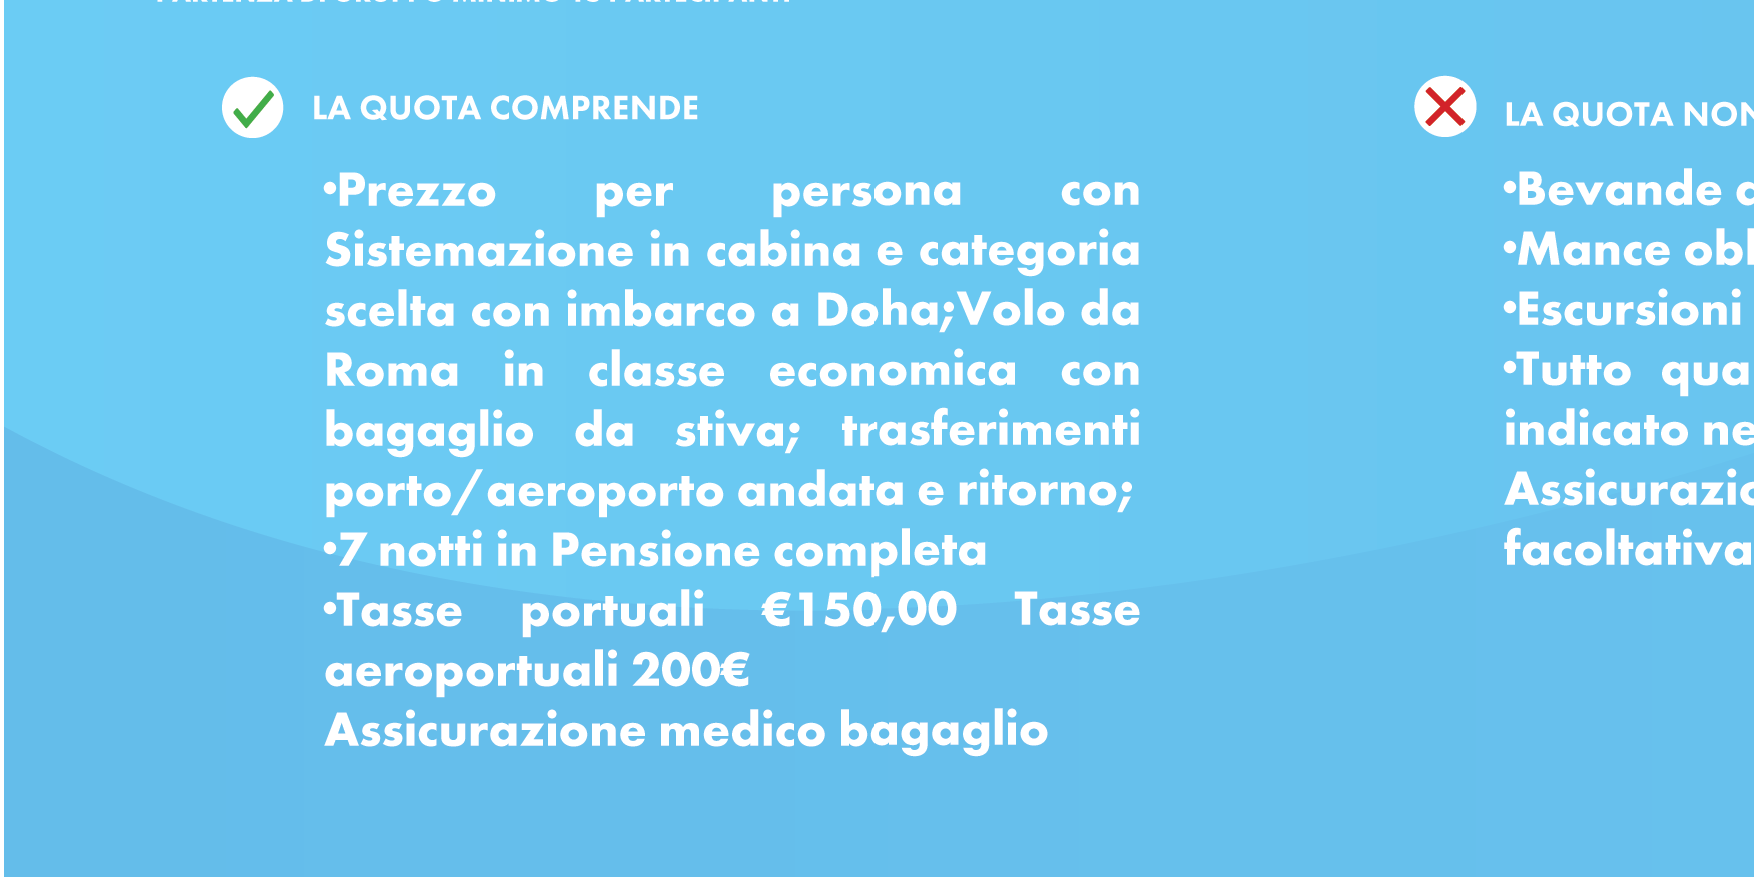 LA QUOTA COMPRENDE
•Prezzo per persona con
Sistemazione in cabina e categoria
scelta con imbarco a Doha;Volo da
Roma in classe economica con
bagaglio da stiva; trasferimenti
porto/aeroporto andata e ritorno;
•7 notti in Pensione completa
•Tasse portuali €150,00 Tasse
aeroportuali 200€
Assicurazione medico bagaglio
LA QUOTA NON
•Bevande
•Mance
•Escursioni
•Tutto
indicato
facoltativa